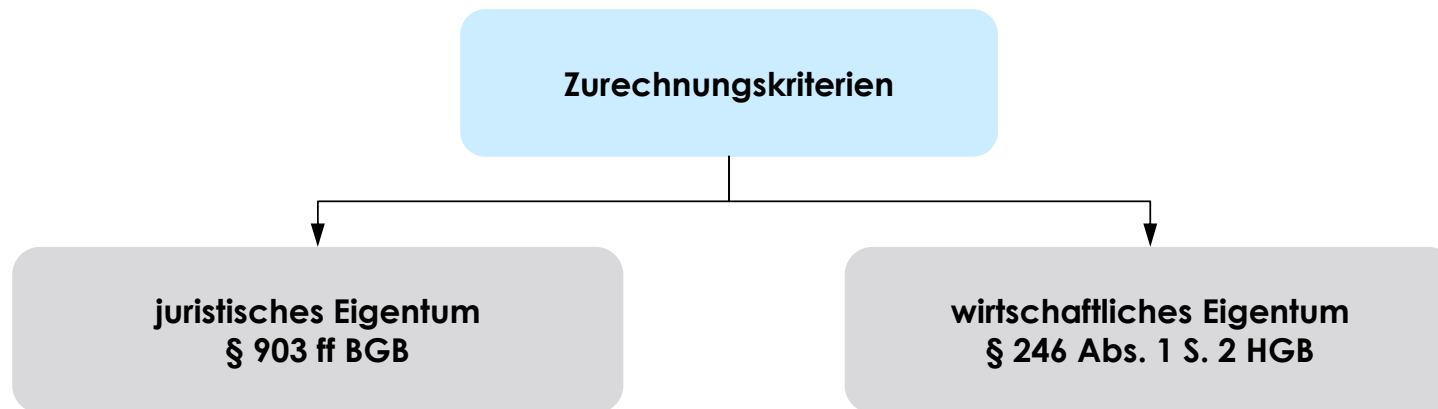 Zurechnungskriterien
juristisches Eigentum
§ 903 ff BGB
wirtschaftliches Eigentum
§ 246 Abs. 1 S. 2 HGB